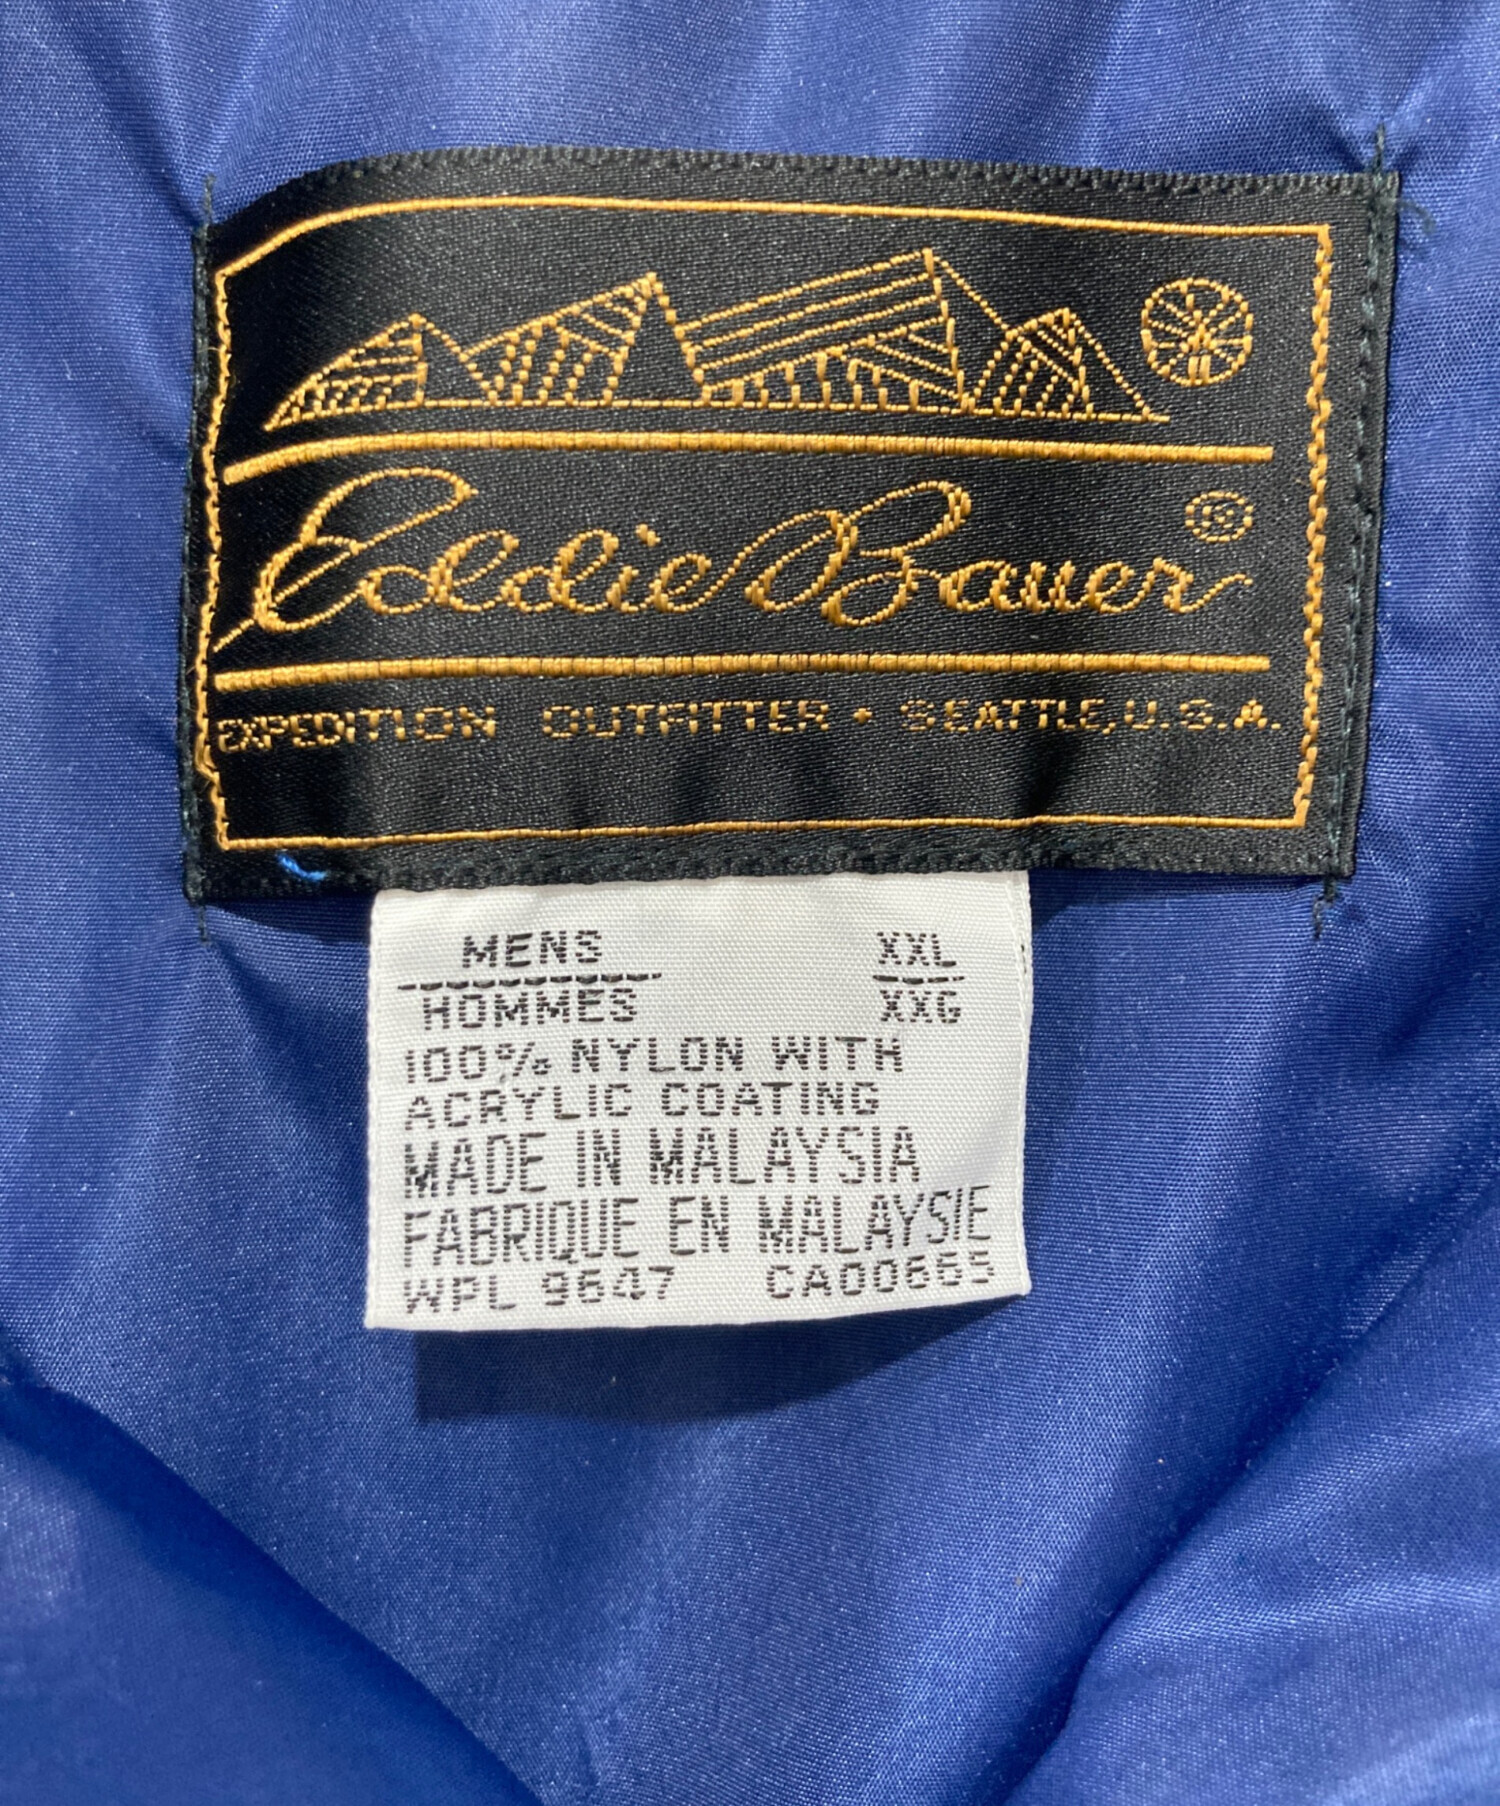 Eddie Bauer®
EXPEDITION OUTFITTER • SEATTLE, U.S.A.
MENS XXL
HOMMES XXG
100% NYLON WITH
ACRYLIC COATING
MADE IN MALAYSIA
FABRIQUE EN MALAYSIE
WPL 9647 CA00665